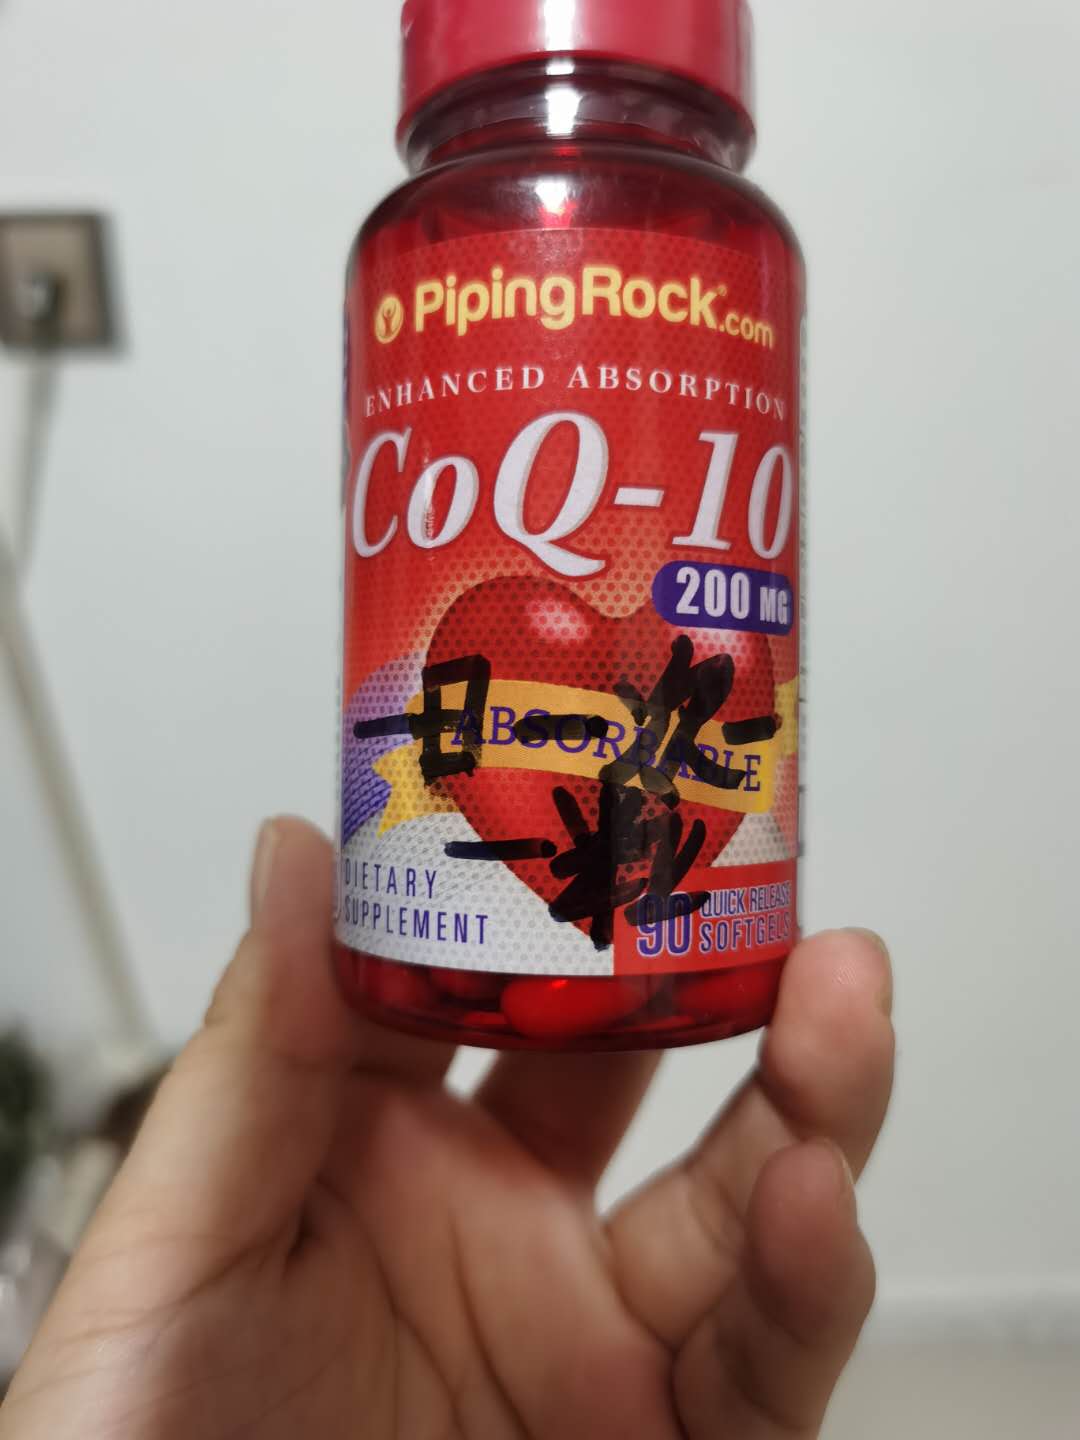 PipingRock.com
ENHANCED ABSORPTION
CoQ-10
200 MG
ABSORBABLE
一日一次
一粒
DIETARY
SUPPLEMENT
90 QUICK RELEASE
SOFTGELS